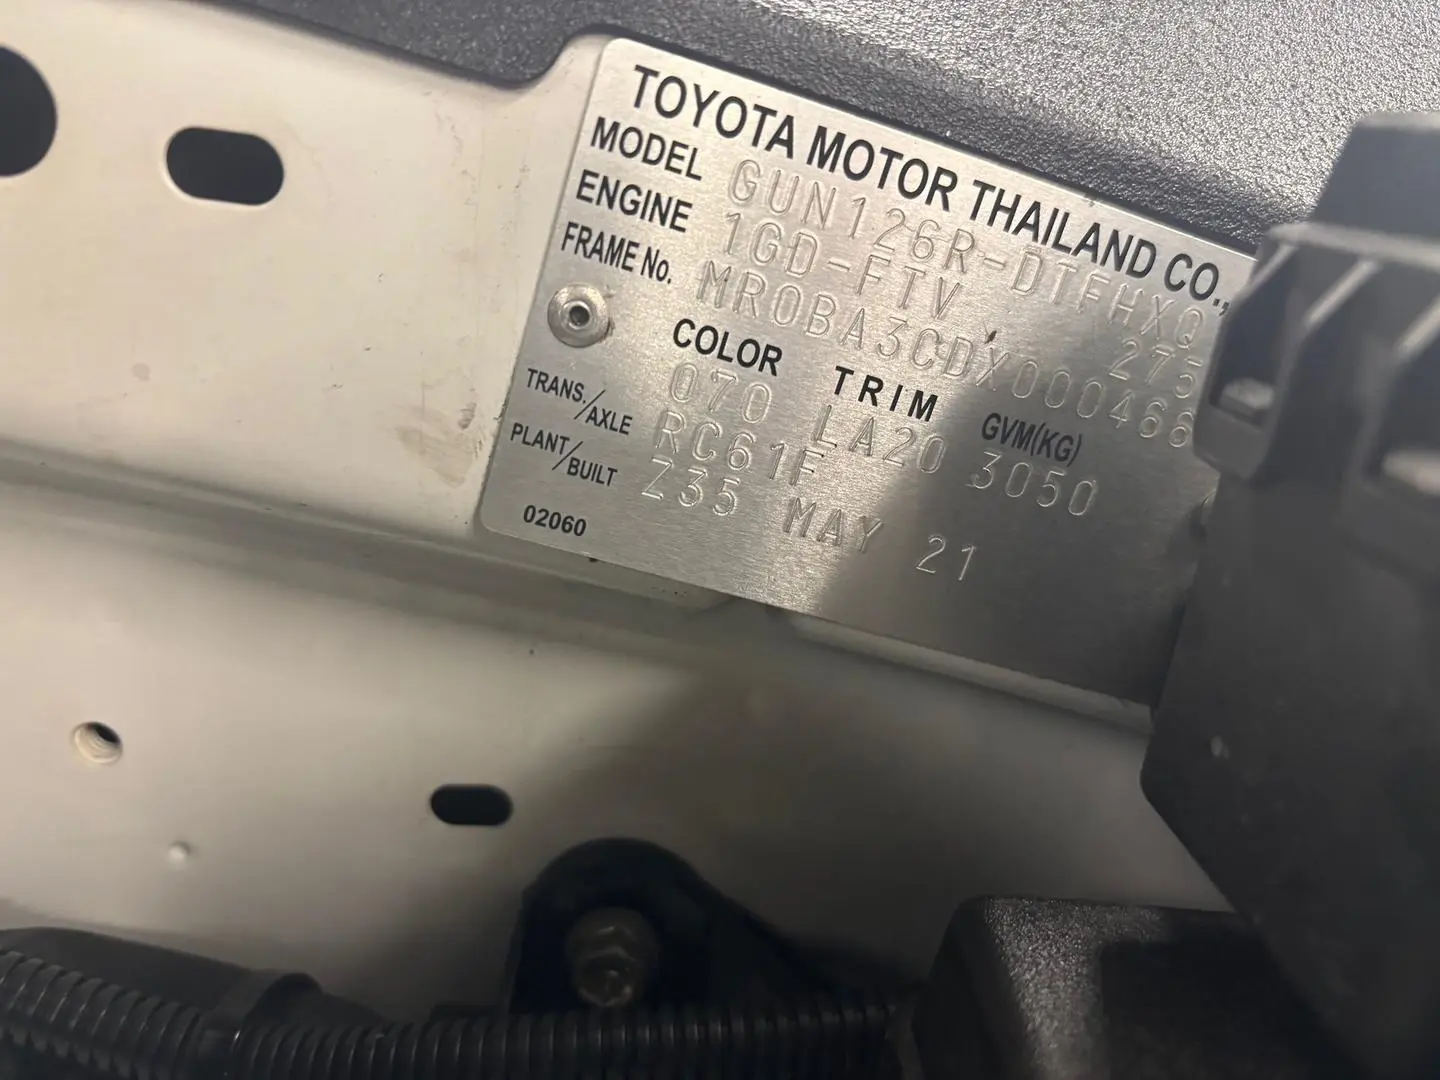 TOYOTA MOTOR THAILAND CO.,
MODEL GUN126R-DTFHXQ
ENGINE 1GD-FTV 275
FRAME No. MR0BA3CDX000466
COLOR TRIM GVM(KG)
070 LA20 3050
TRANS./AXLE RC61F
PLANT/BUILT Z35 MAY 21
02060